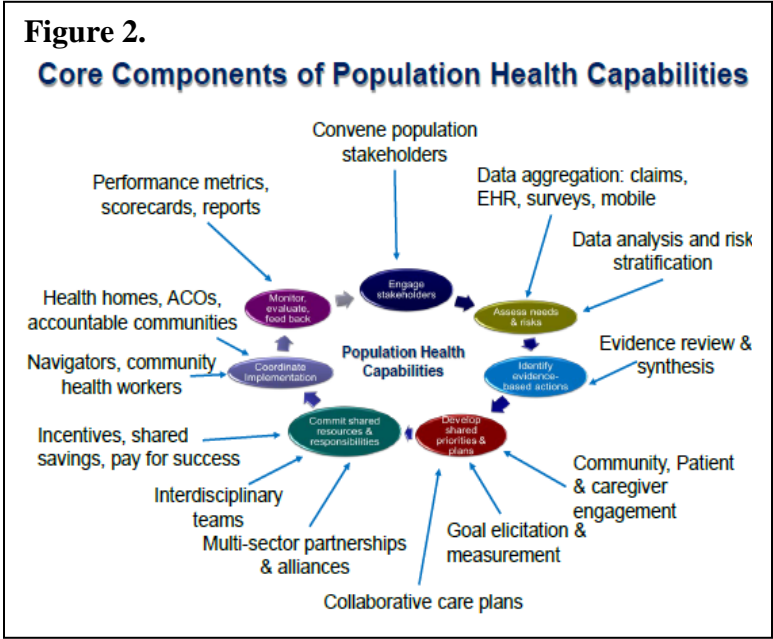 Figure 2.
Core Components of Population Health Capabilities
Convene population
stakeholders
Data aggregation: claims,
EHR, surveys, mobile
Performance metrics,
scorecards, reports
Data analysis and risk
stratification
Engage
stakeholders
Monitor,
evaluate,
feed back
Assess needs
& risks
Health homes, ACOs,
accountable communities
Evidence review &
synthesis
Population Health
Capabilities
Navigators, community
health workers
Coordinate
Implementation
Identify
evidence-
based actions
Commit shared
resources &
responsibilities
Develop
shared
priorities &
plans
Incentives, shared
savings, pay for success
Community, Patient
& caregiver
engagement
Interdisciplinary
teams
Goal elicitation &
measurement
Multi-sector partnerships
& alliances
Collaborative care plans